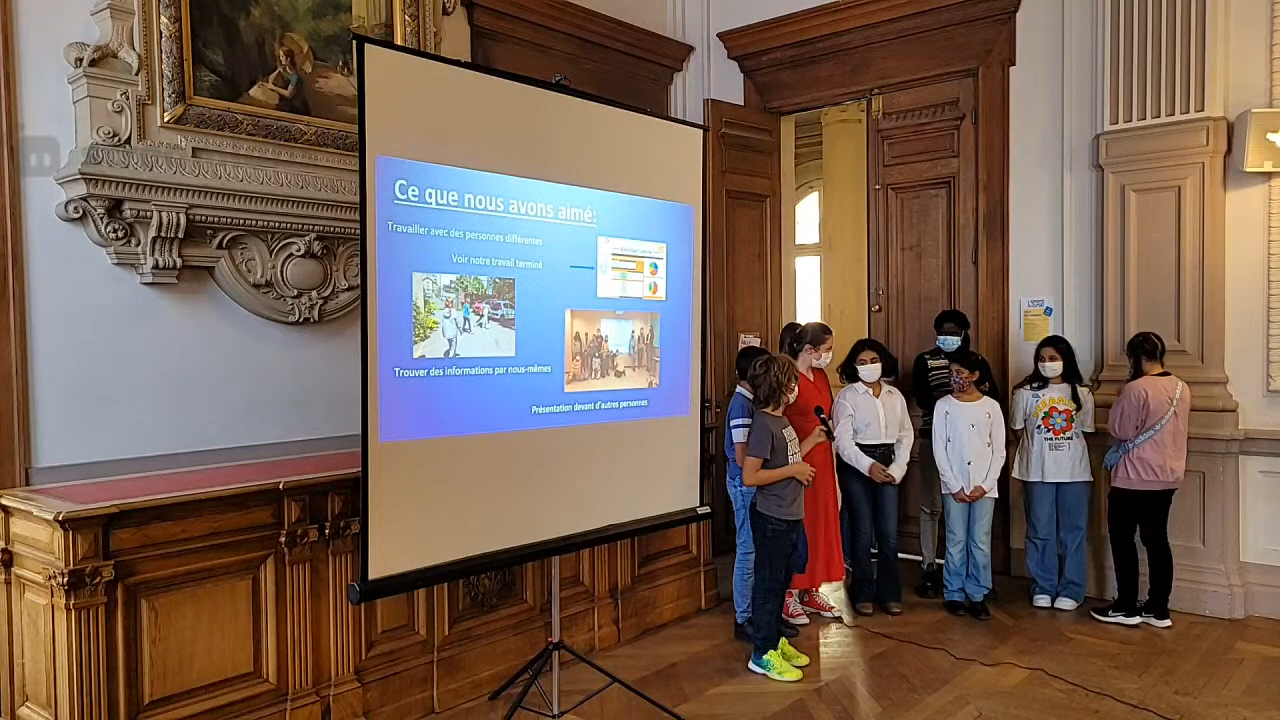 Ce que nous avons aimé:
Travailler avec des personnes différentes
Voir notre travail terminé
Trouver des informations par nous-mêmes
Présentation devant d'autres personnes
THE FUTURE
adidas